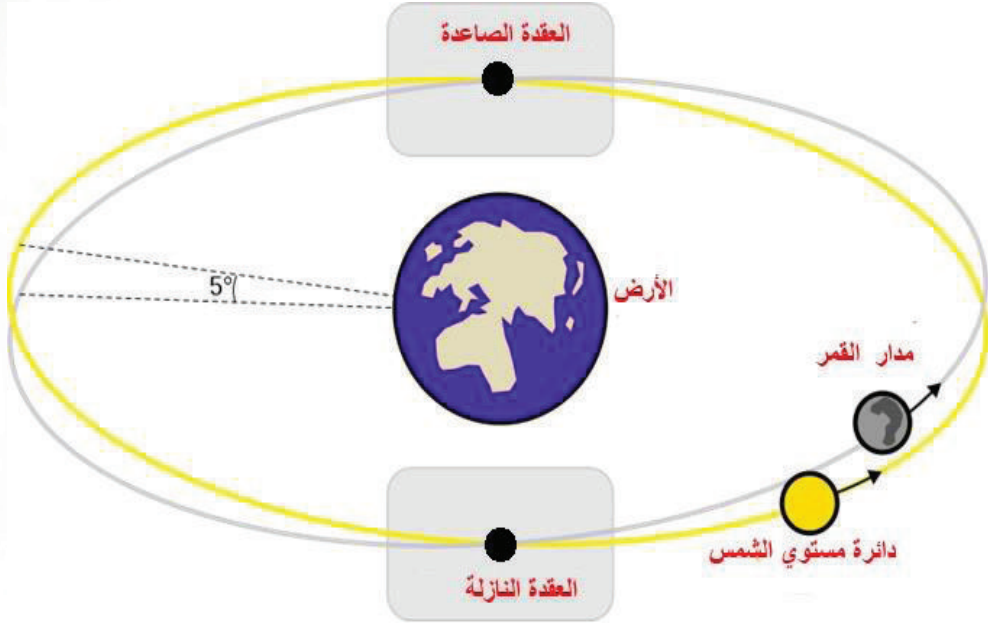 العقدة الصاعدة
5°
الأرض
مدار القمر
دائرة مستوي الشمس
العقدة النازلة